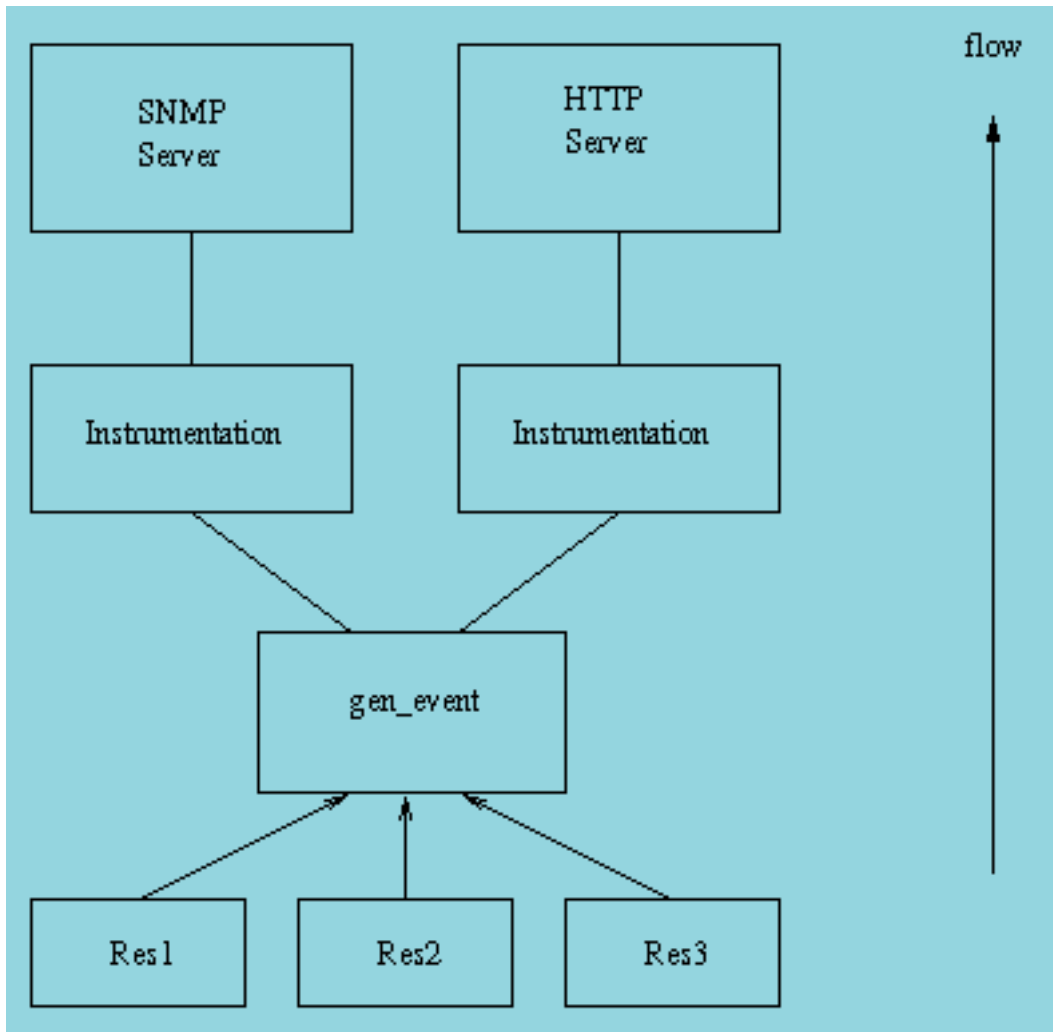 SNMP
Server
HTTP
Server
flow
Instrumentation
Instrumentation
gen_event
Res1
Res2
Res3